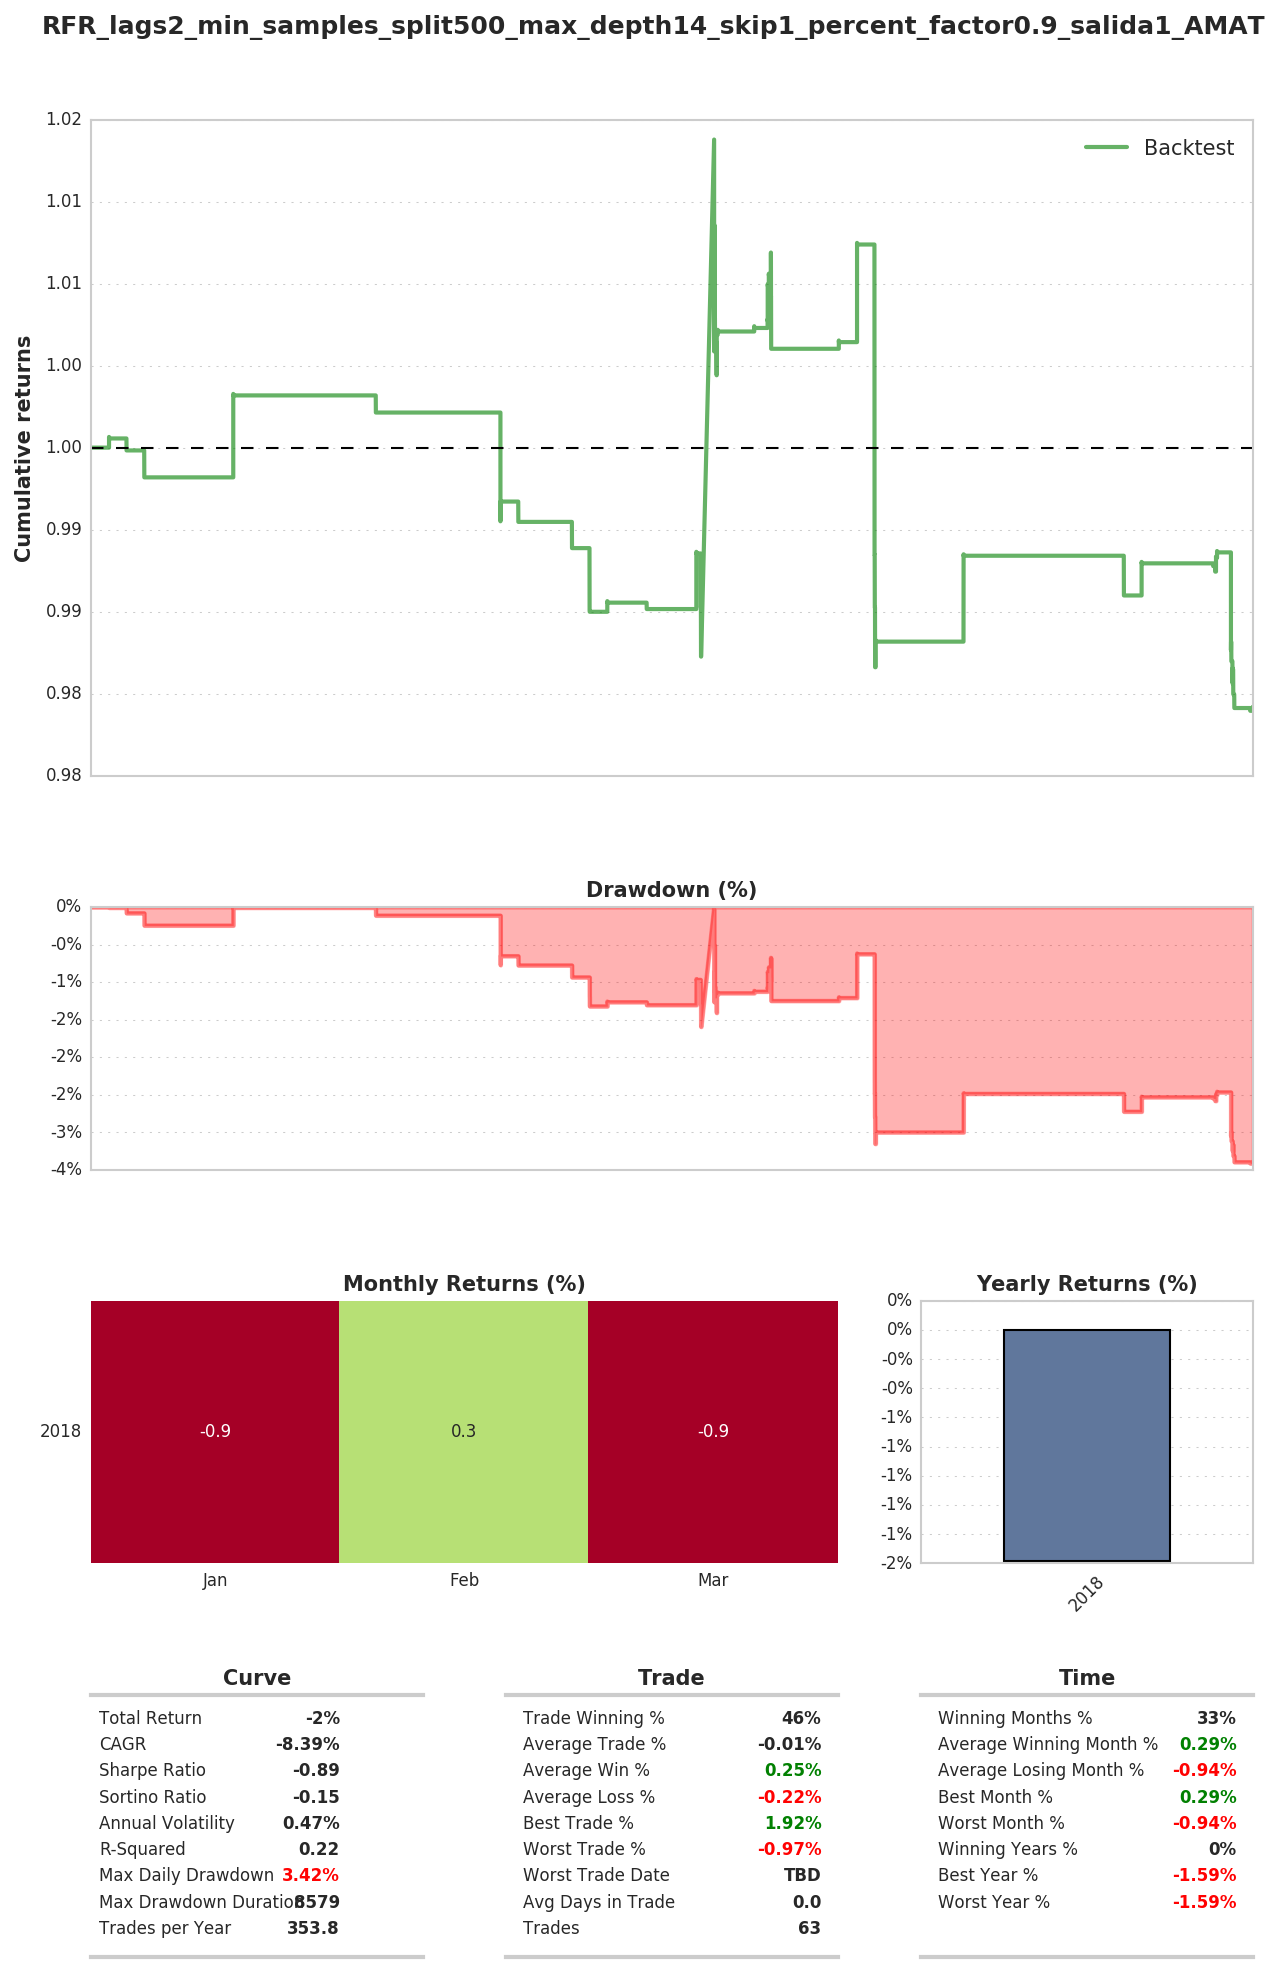 RFR_lags2_min_samples_split500_max_depth14_skip1_percent_factor0.9_salida1_AMAT
1.02
1.01
1.01
1.00
1.00
0.99
0.99
0.98
0.98
Cumulative returns
Backtest
Drawdown (%)
0%
-0%
-1%
-2%
-2%
-2%
-3%
-4%
Monthly Returns (%)
2018
-0.9
0.3
-0.9
Jan
Feb
Mar
Yearly Returns (%)
0%
0%
-0%
-0%
-1%
-1%
-1%
-1%
-1%
-2%
2018
Curve
Total Return -2%
CAGR -8.39%
Sharpe Ratio -0.89
Sortino Ratio -0.15
Annual Volatility 0.47%
R-Squared 0.22
Max Daily Drawdown 3.42%
Max Drawdown Duration 8579
Trades per Year 353.8
Trade
Trade Winning % 46%
Average Trade % -0.01%
Average Win % 0.25%
Average Loss % -0.22%
Best Trade % 1.92%
Worst Trade % -0.97%
Worst Trade Date TBD
Avg Days in Trade 0.0
Trades 63
Time
Winning Months % 33%
Average Winning Month % 0.29%
Average Losing Month % -0.94%
Best Month % 0.29%
Worst Month % -0.94%
Winning Years % 0%
Best Year % -1.59%
Worst Year % -1.59%